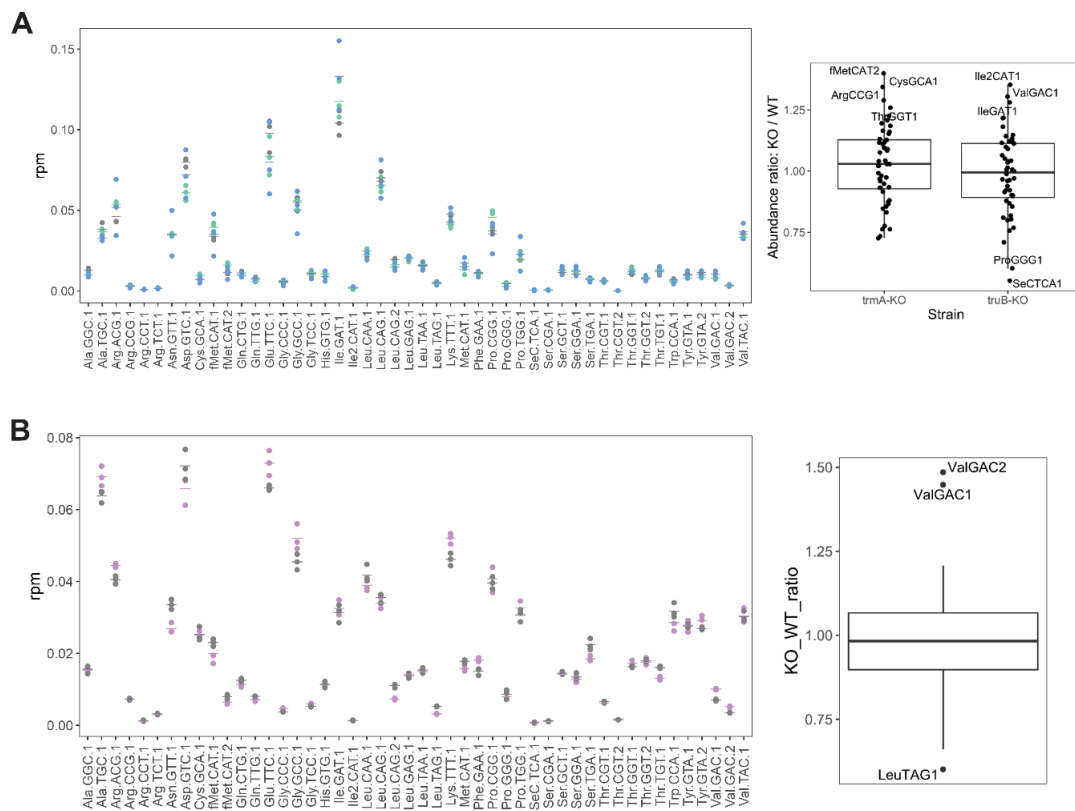 A
0.15
0.10
0.05
0.00
rpm
Ala.GGC.1
Ala.TGC.1
Arg.ACG.1
Arg.CCG.1
Arg.CCT.1
Arg.TCT.1
Asn.GTT.1
Asp.GTC.1
Cys.GCA.1
fMet.CAT.1
fMet.CAT.2
Gln.CTG.1
Gln.TTG.1
Glu.TTC.1
Gly.CCC.1
Gly.GCC.1
Gly.TCC.1
His.GTG.1
Ile.GAT.1
Ile2.CAT.1
Leu.CAA.1
Leu.CAG.1
Leu.CAG.2
Leu.GAG.1
Leu.TAA.1
Leu.TAG.1
Lys.TTT.1
Met.CAT.1
Phe.GAA.1
Pro.CGG.1
Pro.GGG.1
Pro.TGG.1
SeC.TCA.1
Ser.CGA.1
Ser.GCT.1
Ser.GGA.1
Ser.TGA.1
Thr.CGT.1
Thr.CGT.2
Thr.GGT.1
Thr.GGT.2
Thr.TGT.1
Trp.CCA.1
Tyr.GTA.1
Tyr.GTA.2
Val.GAC.1
Val.GAC.2
Val.TAC.1
Abundance ratio: KO / WT
1.25
1.00
0.75
fMetCAT2
CysGCA1
ArgCCG1
ThrGGT1
Ile2CAT1
ValGAC1
IleGAT1
ProGGG1
SeCTCA1
trmA-KO
truB-KO
Strain
B
0.08
0.06
0.04
0.02
0.00
rpm
Ala.GGC.1
Ala.TGC.1
Arg.ACG.1
Arg.CCG.1
Arg.CCT.1
Arg.TCT.1
Asn.GTT.1
Asp.GTC.1
Cys.GCA.1
fMet.CAT.1
fMet.CAT.2
Gln.CTG.1
Gln.TTG.1
Glu.TTC.1
Gly.CCC.1
Gly.GCC.1
Gly.TCC.1
His.GTG.1
Ile.GAT.1
Ile2.CAT.1
Leu.CAA.1
Leu.CAG.1
Leu.CAG.2
Leu.GAG.1
Leu.TAA.1
Leu.TAG.1
Lys.TTT.1
Met.CAT.1
Phe.GAA.1
Pro.CGG.1
Pro.GGG.1
Pro.TGG.1
SeC.TCA.1
Ser.CGA.1
Ser.GCT.1
Ser.GGA.1
Ser.TGA.1
Thr.CGT.1
Thr.CGT.2
Thr.GGT.1
Thr.GGT.2
Thr.TGT.1
Trp.CCA.1
Tyr.GTA.1
Tyr.GTA.2
Val.GAC.1
Val.GAC.2
Val.TAC.1
KO_WT_ratio
1.50
1.25
1.00
0.75
ValGAC2
ValGAC1
LeuTAG1